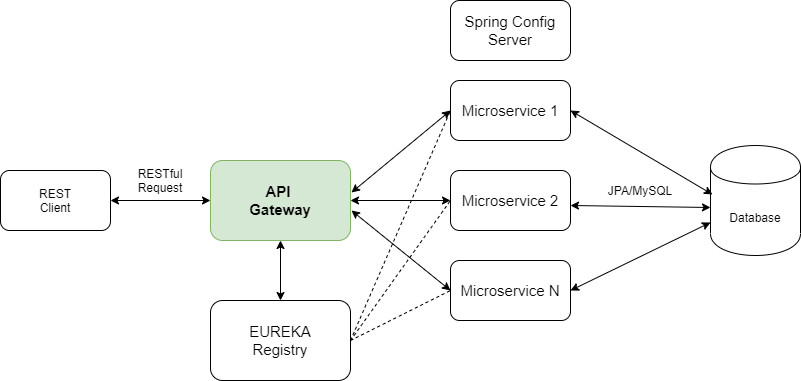 Spring Config
Server
Microservice 1
RESTful
Request
REST
Client
API
Gateway
Microservice 2
JPA/MySQL
Database
Microservice N
EUREKA
Registry